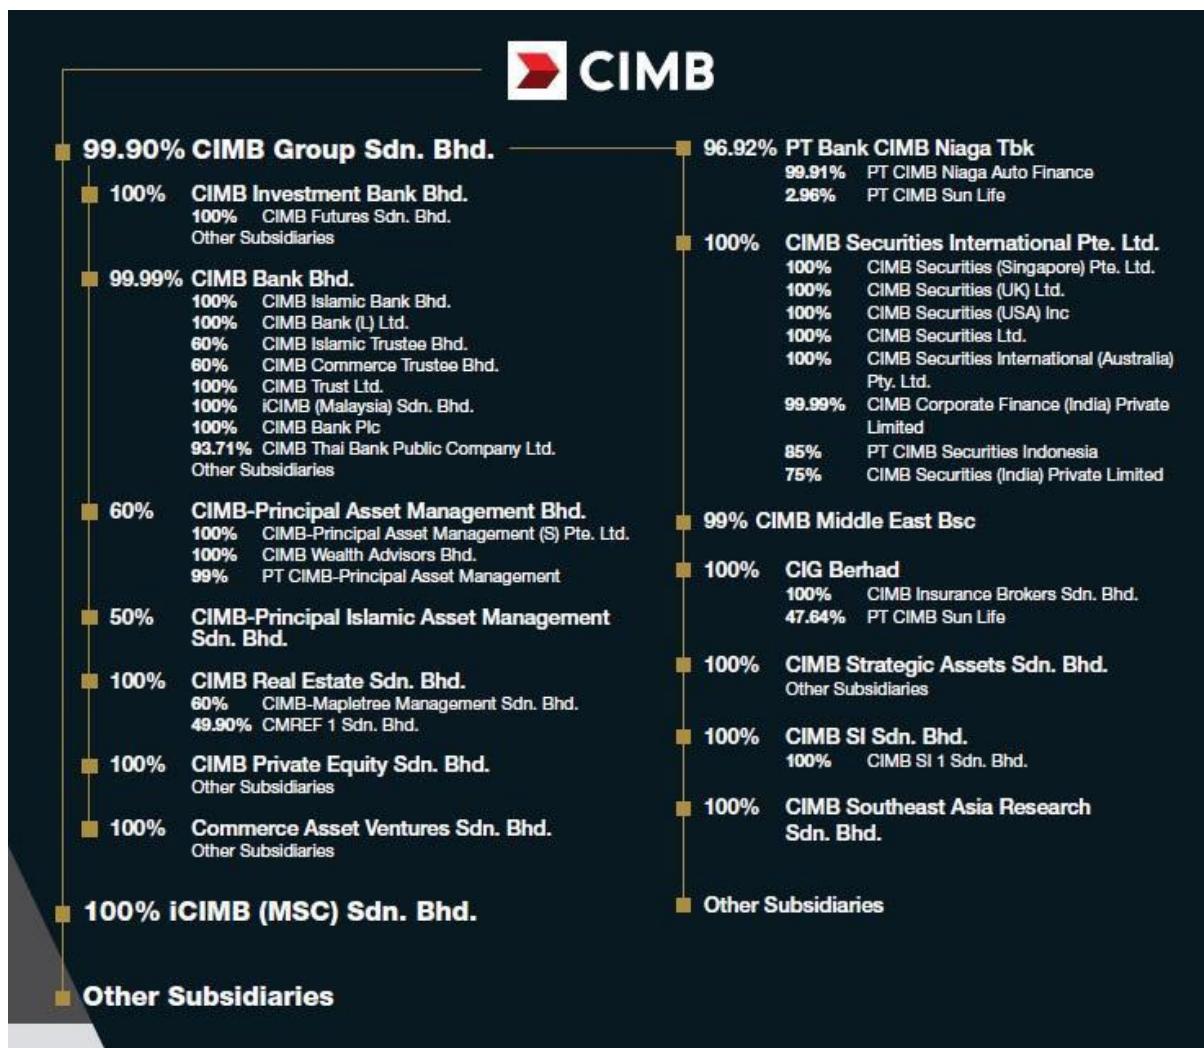 CIMB
99.90% CIMB Group Sdn. Bhd.
100% CIMB Investment Bank Bhd.
100% CIMB Futures Sdn. Bhd.
Other Subsidiaries
99.99% CIMB Bank Bhd.
100% CIMB Islamic Bank Bhd.
100% CIMB Bank (L) Ltd.
60% CIMB Islamic Trustee Bhd.
60% CIMB Commerce Trustee Bhd.
100% CIMB Trust Ltd.
100% iCIMB (Malaysia) Sdn. Bhd.
100% CIMB Bank Plc
93.71% CIMB Thai Bank Public Company Ltd.
Other Subsidiaries
60% CIMB-Principal Asset Management Bhd.
100% CIMB-Principal Asset Management (S) Pte. Ltd.
100% CIMB Wealth Advisors Bhd.
99% PT CIMB-Principal Asset Management
50% CIMB-Principal Islamic Asset Management
Sdn. Bhd.
100% CIMB Real Estate Sdn. Bhd.
60% CIMB-Mapletree Management Sdn. Bhd.
49.90% CMREF 1 Sdn. Bhd.
100% CIMB Private Equity Sdn. Bhd.
Other Subsidiaries
100% Commerce Asset Ventures Sdn. Bhd.
Other Subsidiaries
100% iCIMB (MSC) Sdn. Bhd.
Other Subsidiaries
96.92% PT Bank CIMB Niaga Tbk
99.91% PT CIMB Niaga Auto Finance
2.96% PT CIMB Sun Life
100% CIMB Securities International Pte. Ltd.
100% CIMB Securities (Singapore) Pte. Ltd.
100% CIMB Securities (UK) Ltd.
100% CIMB Securities (USA) Inc
100% CIMB Securities Ltd.
100% CIMB Securities International (Australia)
Pty. Ltd.
99.99% CIMB Corporate Finance (India) Private
Limited
85% PT CIMB Securities Indonesia
75% CIMB Securities (India) Private Limited
99% CIMB Middle East Bsc
100% CIG Berhad
100% CIMB Insurance Brokers Sdn. Bhd.
47.64% PT CIMB Sun Life
100% CIMB Strategic Assets Sdn. Bhd.
Other Subsidiaries
100% CIMB SI Sdn. Bhd.
100% CIMB SI 1 Sdn. Bhd.
100% CIMB Southeast Asia Research
Sdn. Bhd.
Other Subsidiaries